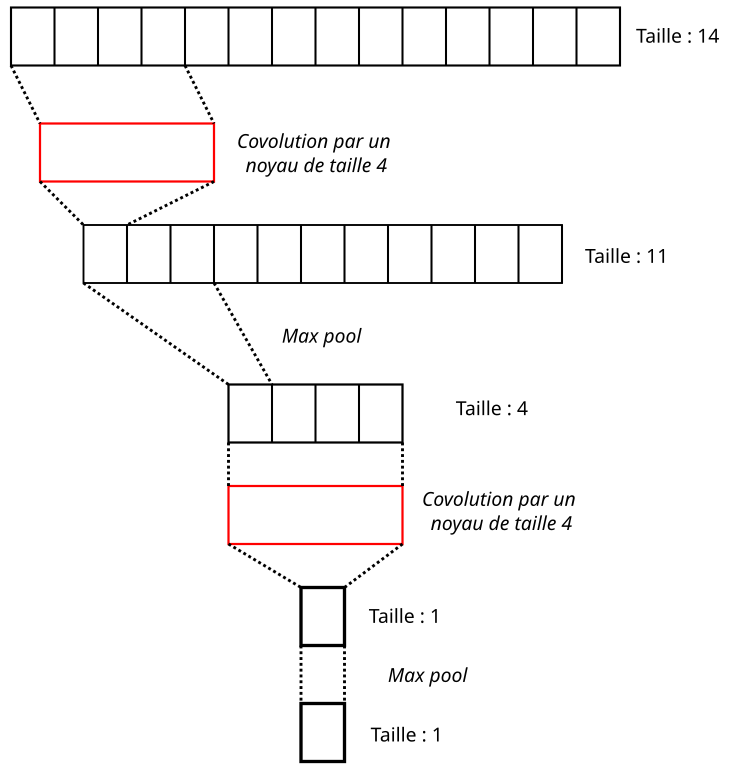 Taille : 14
Covolution par un
noyau de taille 4
Taille : 11
Max pool
Taille : 4
Covolution par un
noyau de taille 4
Taille : 1
Max pool
Taille : 1